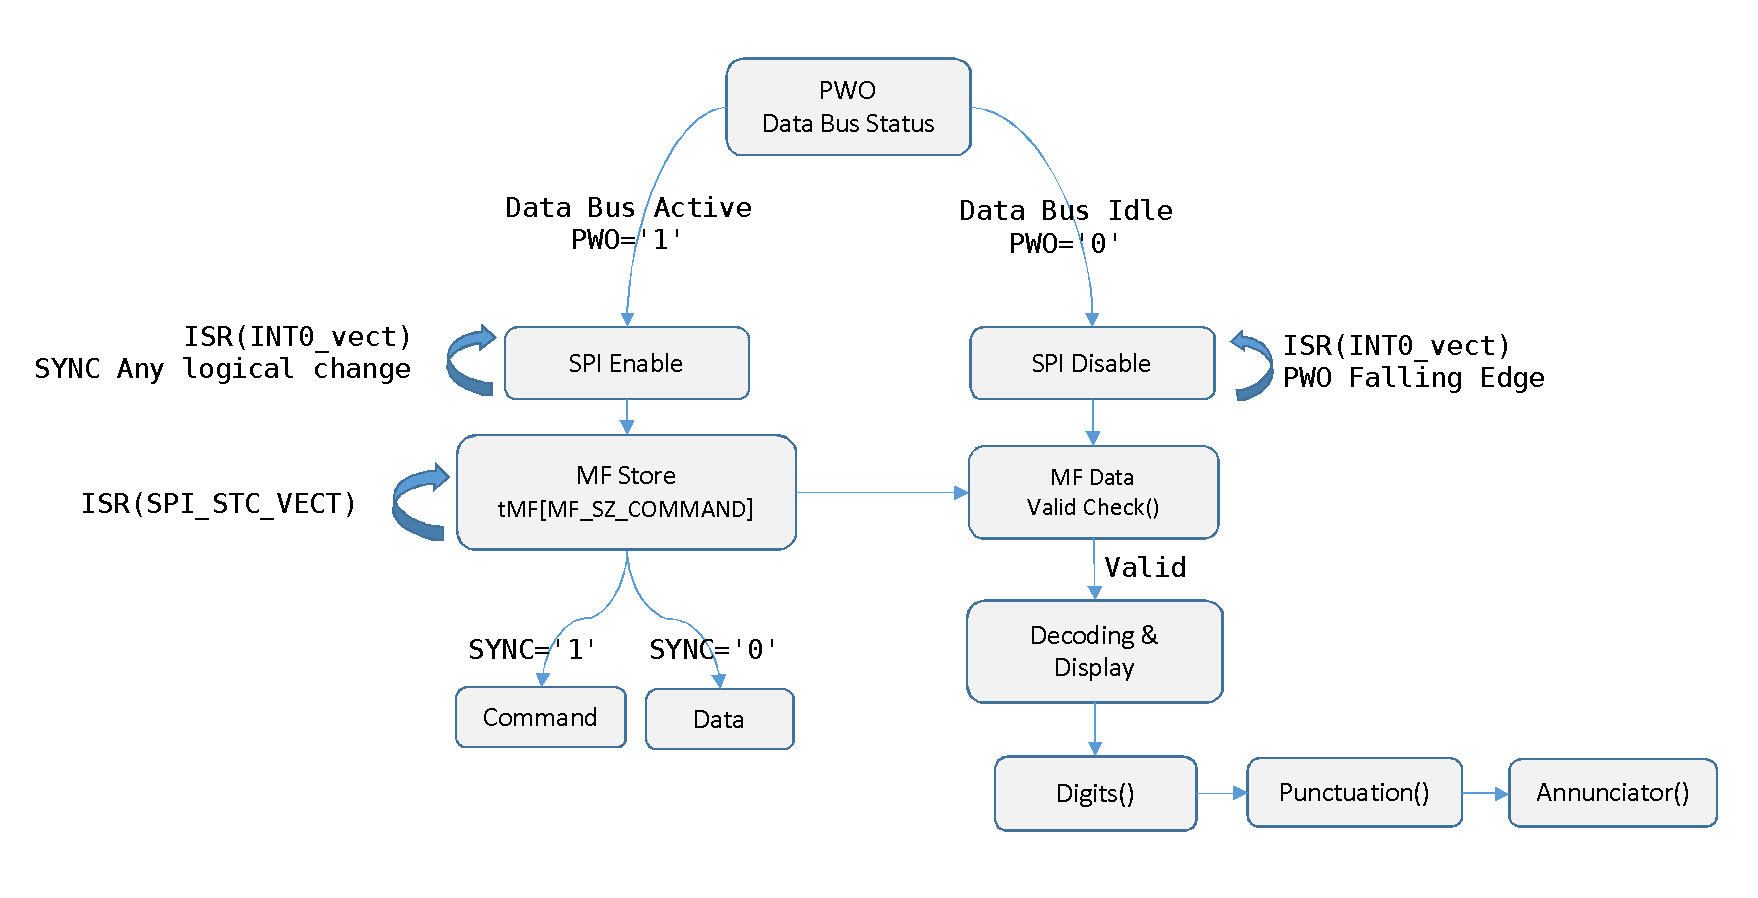 PWO
Data Bus Status
Data Bus Active
PWO='1'
Data Bus Idle
PWO='0'
ISR(INT0_vect)
SYNC Any logical change
SPI Enable
SPI Disable
ISR(INT0_vect)
PWO Falling Edge
ISR(SPI_STC_VECT)
MF Store
tMF[MF_SZ_COMMAND]
MF Data
Valid Check()
Valid
SYNC='1'
SYNC='0'
Decoding &
Display
Command
Data
Digits()
Punctuation()
Annunciator()